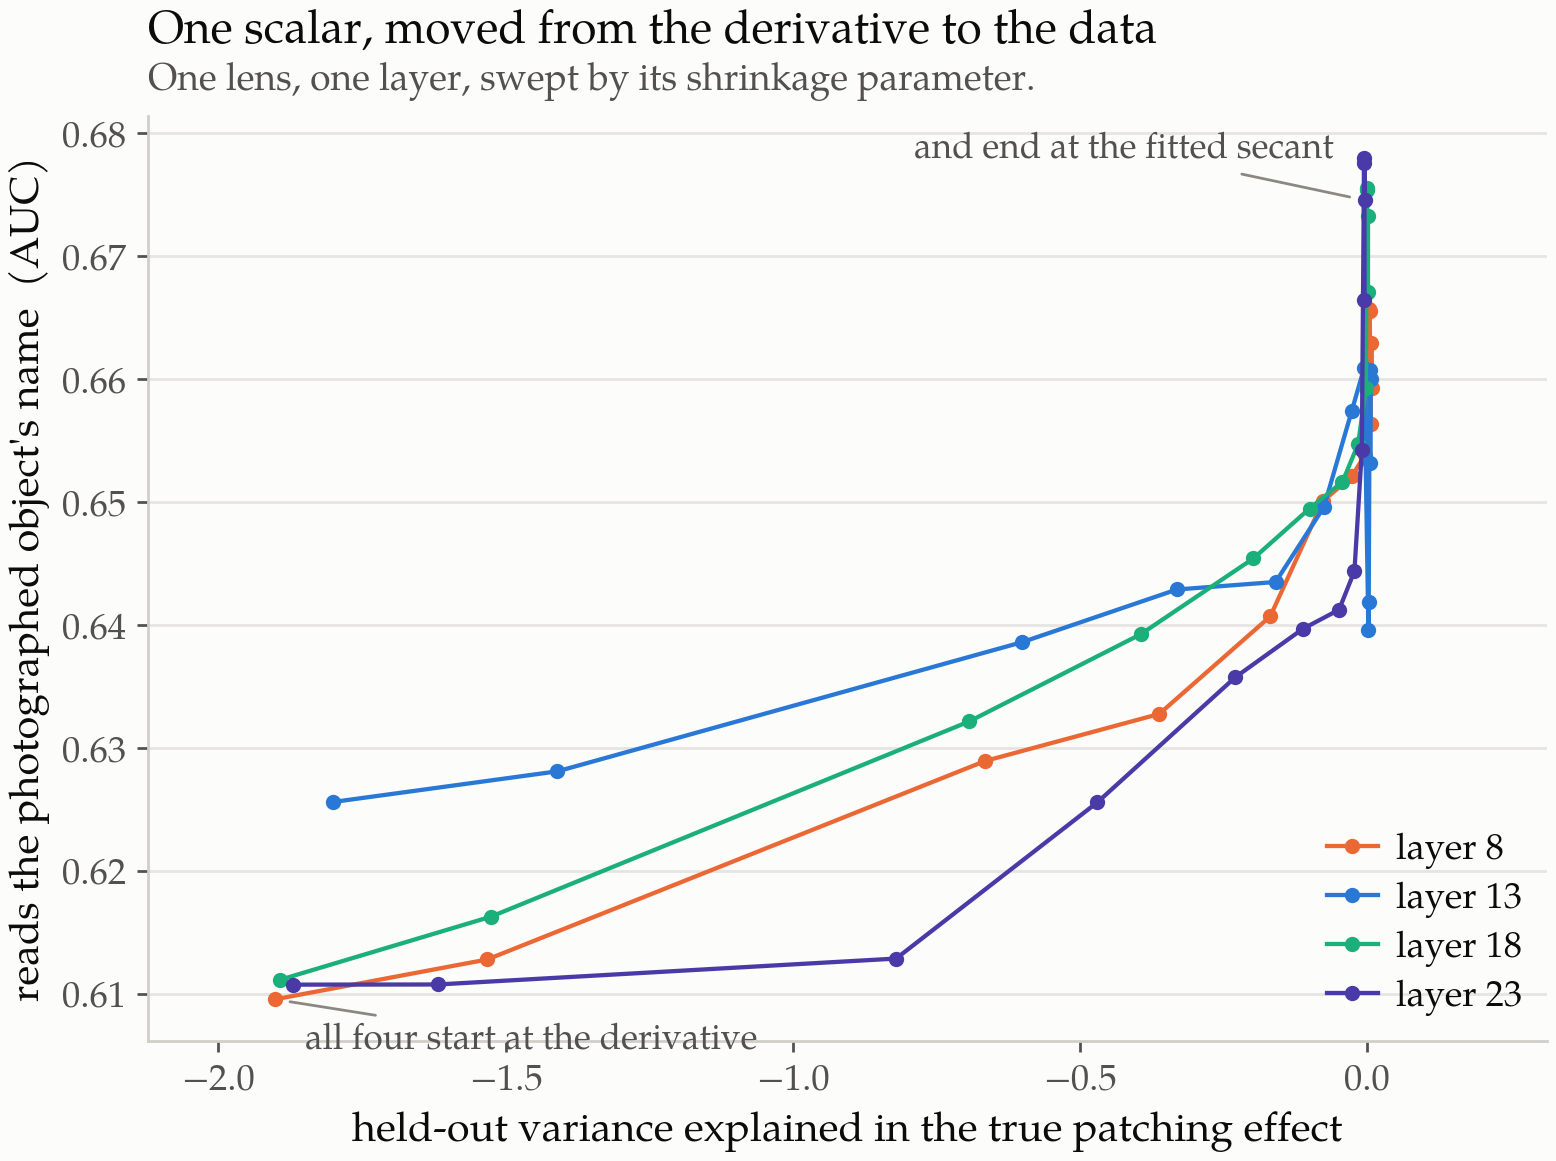 One scalar, moved from the derivative to the data
One lens, one layer, swept by its shrinkage parameter.
reads the photographed object's name (AUC)
0.68
0.67
0.66
0.65
0.64
0.63
0.62
0.61
and end at the fitted secant
all four start at the derivative
layer 8
layer 13
layer 18
layer 23
−2.0
−1.5
−1.0
−0.5
0.0
held-out variance explained in the true patching effect